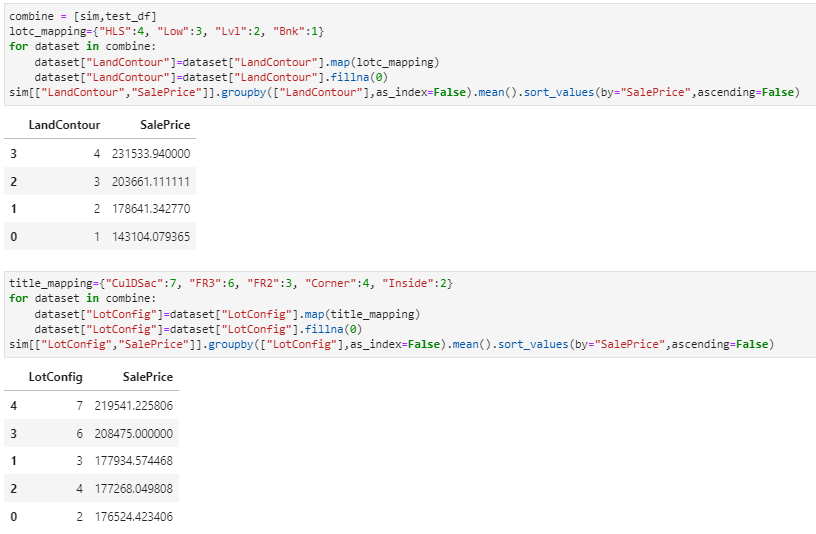 combine = [sim,test_df]
lotc_mapping={"HLS":4, "Low":3, "Lvl":2, "Bnk":1}
for dataset in combine:
    dataset["LandContour"]=dataset["LandContour"].map(lotc_mapping)
    dataset["LandContour"]=dataset["LandContour"].fillna(0)
sim[["LandContour","SalePrice"]].groupby(["LandContour"],as_index=False).mean().sort_values(by="SalePrice",ascending=False)
LandContour SalePrice
3 4 231533.940000
2 3 203661.111111
1 2 178641.342770
0 1 143104.079365
title_mapping={"CulDSac":7, "FR3":6, "FR2":3, "Corner":4, "Inside":2}
for dataset in combine:
    dataset["LotConfig"]=dataset["LotConfig"].map(title_mapping)
    dataset["LotConfig"]=dataset["LotConfig"].fillna(0)
sim[["LotConfig","SalePrice"]].groupby(["LotConfig"],as_index=False).mean().sort_values(by="SalePrice",ascending=False)
LotConfig SalePrice
4 7 219541.225806
3 6 208475.000000
1 3 177934.574468
2 4 177268.049808
0 2 176524.423406